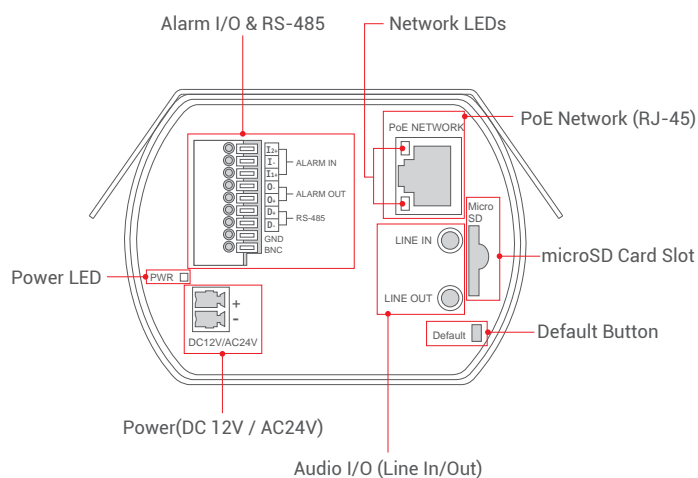 Alarm I/O & RS-485
Network LEDs
PoE Network (RJ-45)
PoE NETWORK
I2+
I-
I1+
O-
O+
D+
D-
GND
BNC
ALARM IN
ALARM OUT
RS-485
Micro
SD
LINE IN
LINE OUT
microSD Card Slot
Power LED
PWR
+
-
DC12V/AC24V
Default
Default Button
Power(DC 12V / AC24V)
Audio I/O (Line In/Out)